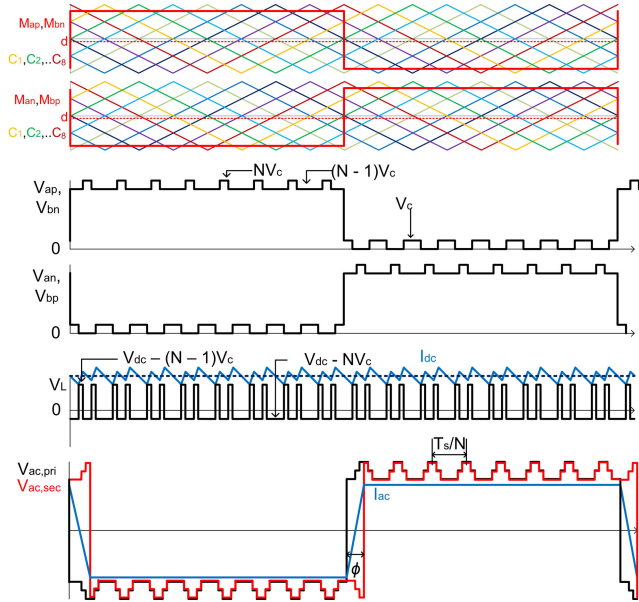 Map, Mbn
d
C1,C2,..C8
Man,Mbp
d
C1,C2,..C8
NVc (N - 1)Vc
Vap,
Vbn
Vc
0
Van,
Vbp
0
Vdc – (N – 1)Vc Vdc - NVc Idc
VL
0
Ts/N
Vac,pri
Vac,sec
Iac
ϕ